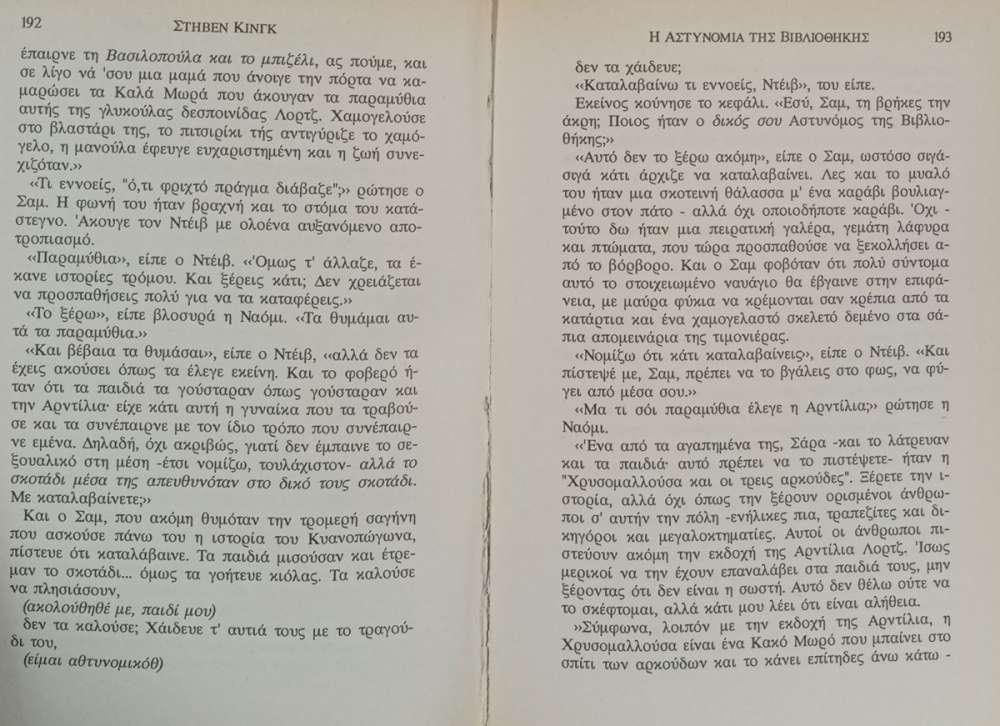 192
ΣΤΗΒΕΝ ΚΙΝΓΚ
έπαιρνε τη Βασιλοπούλα και το μπιζέλι, ας πούμε, και
σε λίγο νά 'σου μια μαμά που άνοιγε την πόρτα να κα-
μαρώσει τα Καλά Μωρά που άκουγαν τα παραμύθια
αυτής της γλυκούλας δεσποινίδας Λορτζ. Χαμογελούσε
στο βλαστάρι της, το πιτσιρίκι τής αντιγύριζε το χαμό-
γελο, η μανούλα έφευγε ευχαριστημένη και η ζωή συνε-
χιζόταν.»
«Τι εννοείς, "ό,τι φριχτό πράγμα διάβαζε";» ρώτησε ο
Σαμ. Η φωνή του ήταν βραχνή και το στόμα του κατά-
στεγνο. 'Ακουγε τον Ντέιβ με ολοένα αυξανόμενο απο-
τροπιασμό.
«Παραμύθια», είπε ο Ντέιβ. «'Ομως τ' άλλαζε, τα έ-
κανε ιστορίες τρόμου. Και ξέρεις κάτι; Δεν χρειάζεται
να προσπαθήσεις πολύ για να τα καταφέρεις.»
«Το ξέρω», είπε βλοσυρά η Ναόμι. «Τα θυμάμαι αυ-
τά τα παραμύθια.»
«Και βέβαια τα θυμάσαι», είπε ο Ντέιβ, «αλλά δεν τα
έχεις ακούσει όπως τα έλεγε εκείνη. Και το φοβερό ή-
ταν ότι τα παιδιά τα γούσταραν όπως γούσταραν και
την Αρντίλια· είχε κάτι αυτή η γυναίκα που τα τραβού-
σε και τα συνέπαιρνε με τον ίδιο τρόπο που συνέπαιρ-
νε εμένα. Δηλαδή, όχι ακριβώς, γιατί δεν έμπαινε το σε-
ξουαλικό στη μέση -έτσι νομίζω, τουλάχιστον- αλλά το
σκοτάδι μέσα της απευθυνόταν στο δικό τους σκοτάδι.
Με καταλαβαίνετε;»
Και ο Σαμ, που ακόμη θυμόταν την τρομερή σαγήνη
που ασκούσε πάνω του η ιστορία του Κυανοπώγωνα,
πίστευε ότι καταλάβαινε. Τα παιδιά μισούσαν και έτρε-
μαν το σκοτάδι... όμως τα γοήτευε κιόλας. Τα καλούσε
να πλησιάσουν,
(ακολούθηθέ με, παιδί μου)
δεν τα καλούσε; Χάιδευε τ' αυτιά τους με το τραγού-
δι του,
(είμαι αθτυνομικόθ)
Η ΑΣΤΥΝΟΜΙΑ ΤΗΣ ΒΙΒΛΙΟΘΗΚΗΣ
193
δεν τα χάιδευε;
«Καταλαβαίνω τι εννοείς, Ντέιβ», του είπε.
Εκείνος κούνησε το κεφάλι. «Εσύ, Σαμ, τη βρήκες την
άκρη; Ποιος ήταν ο δικός σου Αστυνόμος της Βιβλιο-
θήκης;»
«Αυτό δεν το ξέρω ακόμη», είπε ο Σαμ, ωστόσο σιγά-
σιγά κάτι άρχιζε να καταλαβαίνει. Λες και το μυαλό
του ήταν μια σκοτεινή θάλασσα μ' ένα καράβι βουλιαγ-
μένο στον πάτο - αλλά όχι οποιοδήποτε καράβι. 'Οχι -
τούτο δω ήταν μια πειρατική γαλέρα, γεμάτη λάφυρα
και πτώματα, που τώρα προσπαθούσε να ξεκολλήσει α-
πό το βόρβορο. Και ο Σαμ φοβόταν ότι πολύ σύντομα
αυτό το στοιχειωμένο ναυάγιο θα έβγαινε στην επιφά-
νεια, με μαύρα φύκια να κρέμονται σαν κρέπια από τα
κατάρτια και ένα χαμογελαστό σκελετό δεμένο στα σά-
πια απομεινάρια της τιμονιέρας.
«Νομίζω ότι κάτι καταλαβαίνεις», είπε ο Ντέιβ. «Και
πίστεψέ με, Σαμ, πρέπει να το βγάλεις στο φως, να φύ-
γει από μέσα σου.»
«Μα τι σόι παραμύθια έλεγε η Αρντίλια;» ρώτησε η
Ναόμι.
«'Ενα από τα αγαπημένα της, Σάρα -και το λάτρευαν
και τα παιδιά· αυτό πρέπει να το πιστέψετε- ήταν η
"Χρυσομαλλούσα και οι τρεις αρκούδες". Ξέρετε την ι-
στορία, αλλά όχι όπως την ξέρουν ορισμένοι άνθρω-
ποι σ' αυτήν την πόλη -ενήλικες πια, τραπεζίτες και δι-
κηγόροι και μεγαλοκτηματίες. Αυτοί οι άνθρωποι πι-
στεύουν ακόμη την εκδοχή της Αρντίλια Λορτζ. 'Ισως
μερικοί να την έχουν επαναλάβει στα παιδιά τους, μην
ξέροντας ότι δεν είναι η σωστή. Αυτό δεν θέλω ούτε να
το σκέφτομαι, αλλά κάτι μου λέει ότι είναι αλήθεια.
»Σύμφωνα, λοιπόν με την εκδοχή της Αρντίλια, η
Χρυσομαλλούσα είναι ένα Κακό Μωρό που μπαίνει στο
σπίτι των αρκούδων και το κάνει επίτηδες άνω κάτω -